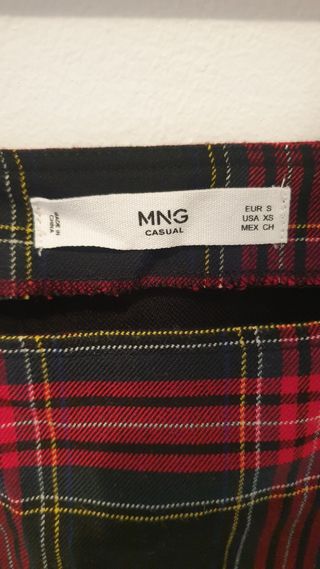 MADE IN
CHINA
MNG
CASUAL
EUR S
USA XS
MEX CH